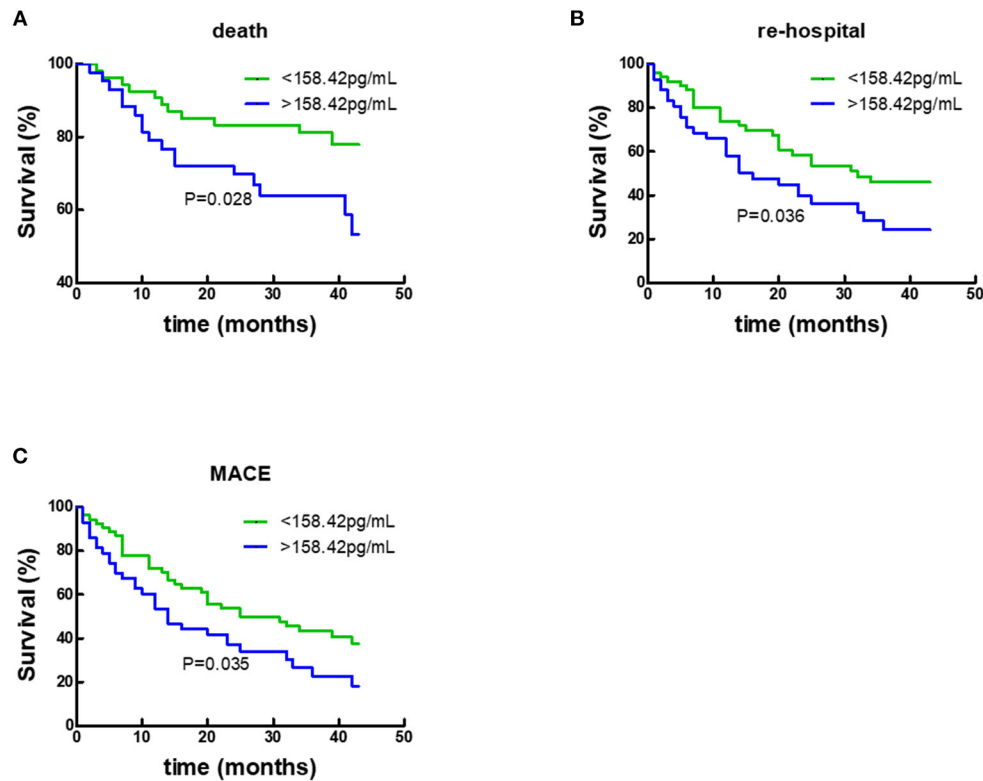 A
death
<158.42pg/mL
>158.42pg/mL
P=0.028
Survival (%)
100
80
60
40
0 10 20 30 40 50
time (months)
B
re-hospital
<158.42pg/mL
>158.42pg/mL
P=0.036
Survival (%)
100
80
60
40
20
0
0 10 20 30 40 50
time (months)
C
MACE
<158.42pg/mL
>158.42pg/mL
P=0.035
Survival (%)
100
80
60
40
20
0
0 10 20 30 40 50
time (months)